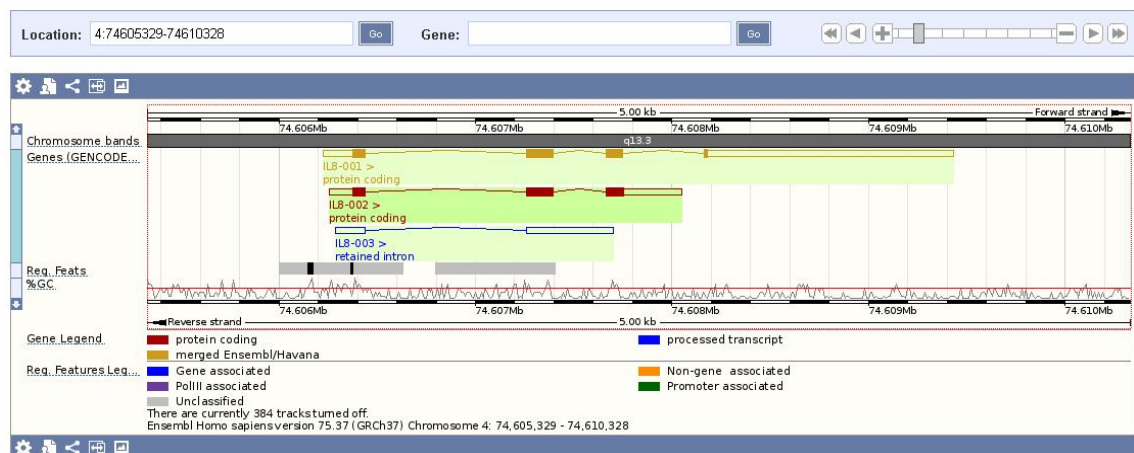 Location: 4:74605329-74610328 Go Gene: Go
5.00 kb Forward strand
74.606Mb 74.607Mb 74.608Mb 74.609Mb 74.610Mb
Chromosome bands q13.3
Genes (GENCODE...
IL8-001 >
protein coding
IL8-002 >
protein coding
IL8-003 >
retained intron
Reg. Feats
%GC
74.606Mb 74.607Mb 74.608Mb 74.609Mb 74.610Mb
Reverse strand 5.00 kb
Gene Legend protein coding processed transcript
merged Ensembl/Havana
Reg. Features Leg... Gene associated Non-gene associated
PolIII associated Promoter associated
Unclassified
There are currently 384 tracks turned off.
Ensembl Homo sapiens version 75.37 (GRCh37) Chromosome 4: 74,605,329 - 74,610,328